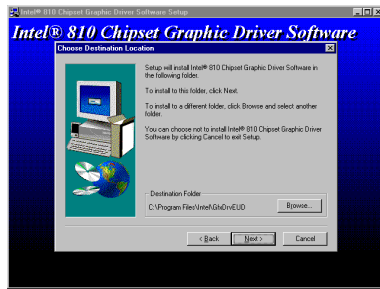 Intel® 810 Chipset Graphic Driver Software Setup
Intel® 810 Chipset Graphic Driver Software
Choose Destination Location
Setup will install Intel® 810 Chipset Graphic Driver Software in
the following folder.
To install to this folder, click Next.
To install to a different folder, click Browse and select another
folder.
You can choose not to install Intel® 810 Chipset Graphic Driver
Software by clicking Cancel to exit Setup.
Destination Folder
C:\Program Files\Intel\GfxDrvEUD
Browse...
< Back
Next >
Cancel